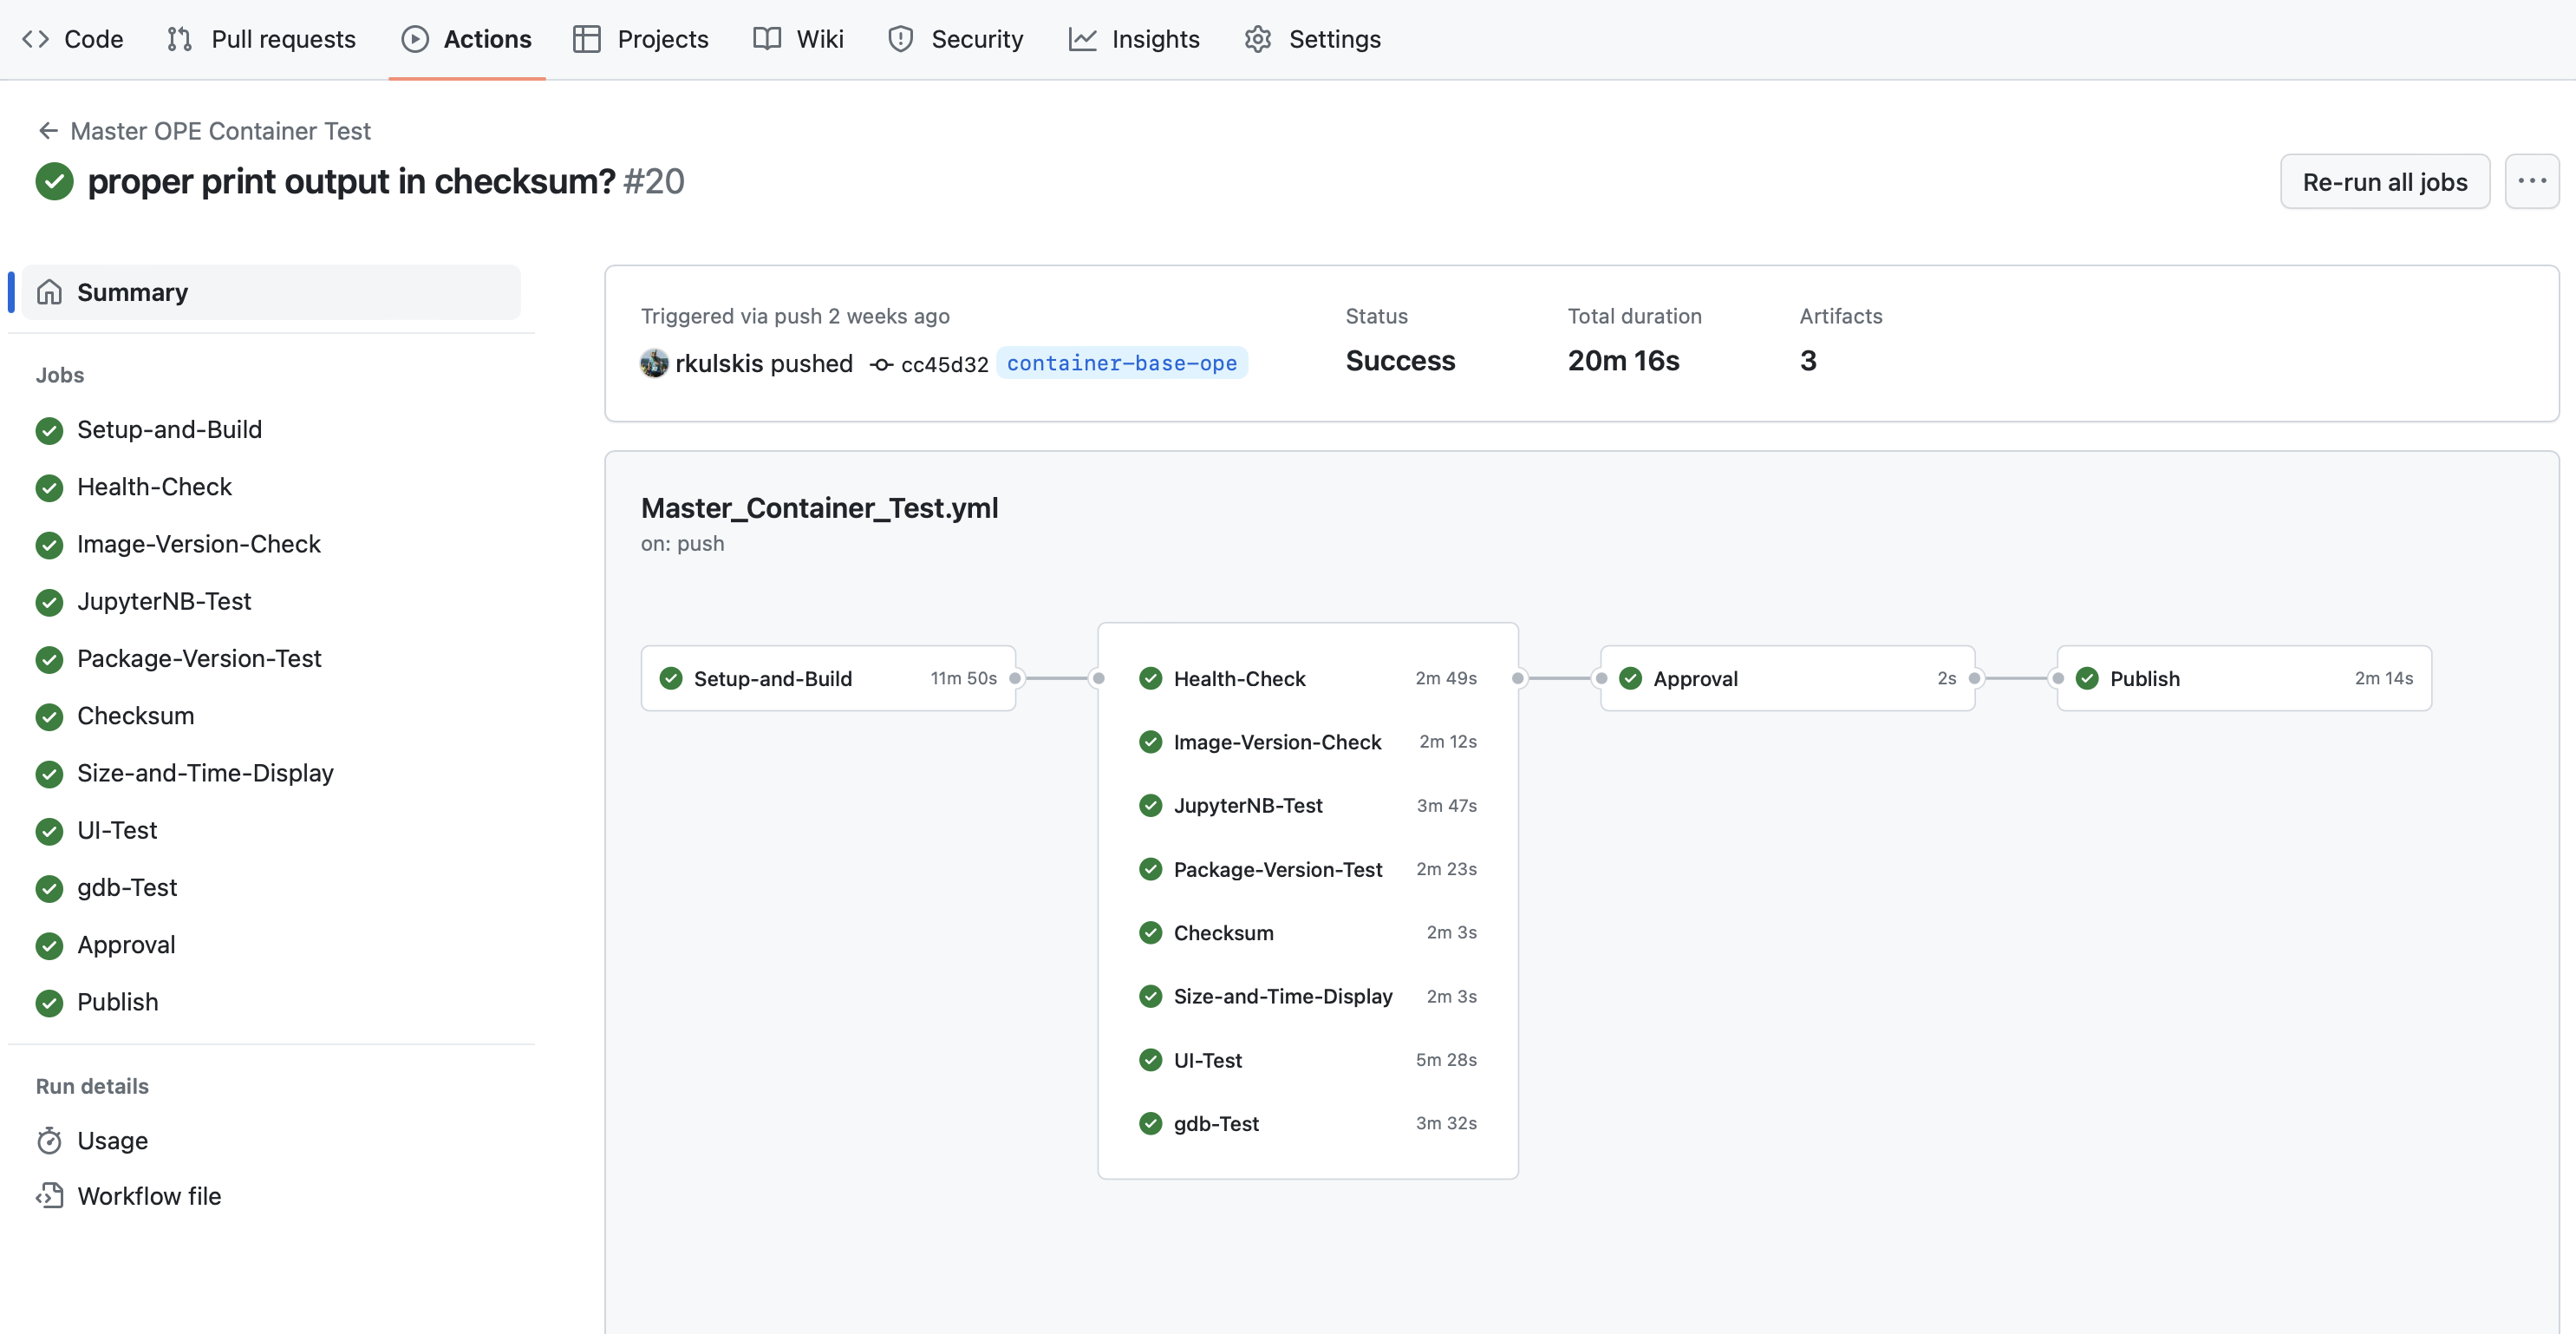 Code Pull requests Actions Projects Wiki Security Insights Settings
Master OPE Container Test
proper print output in checksum? #20
Re-run all jobs
Summary
Jobs
Setup-and-Build
Health-Check
Image-Version-Check
JupyterNB-Test
Package-Version-Test
Checksum
Size-and-Time-Display
UI-Test
gdb-Test
Approval
Publish
Run details
Usage
Workflow file
Triggered via push 2 weeks ago
rkulskis pushed cc45d32 container-base-ope
Status
Success
Total duration
20m 16s
Artifacts
3
Master_Container_Test.yml
on: push
Setup-and-Build 11m 50s
Health-Check 2m 49s
Image-Version-Check 2m 12s
JupyterNB-Test 3m 47s
Package-Version-Test 2m 23s
Checksum 2m 3s
Size-and-Time-Display 2m 3s
UI-Test 5m 28s
gdb-Test 3m 32s
Approval 2s
Publish 2m 14s